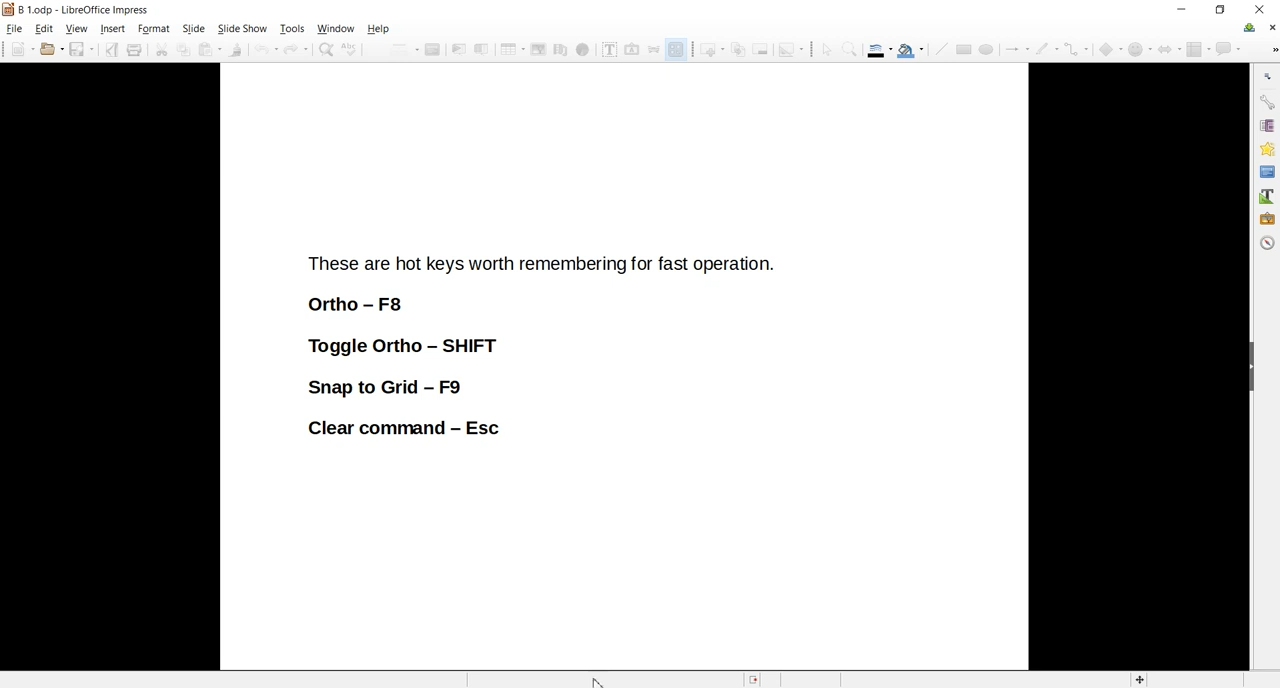 B 1.odp - LibreOffice Impress
File Edit View Insert Format Slide Slide Show Tools Window Help
These are hot keys worth remembering for fast operation.
Ortho – F8
Toggle Ortho – SHIFT
Snap to Grid – F9
Clear command – Esc